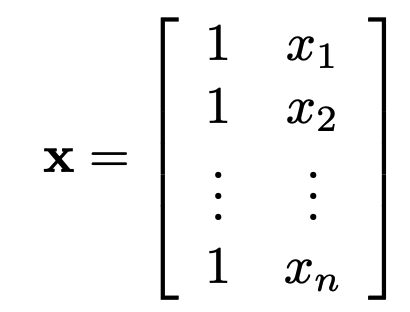 1 x₁
1 x₂
x = ⋮ ⋮
1 xₙ